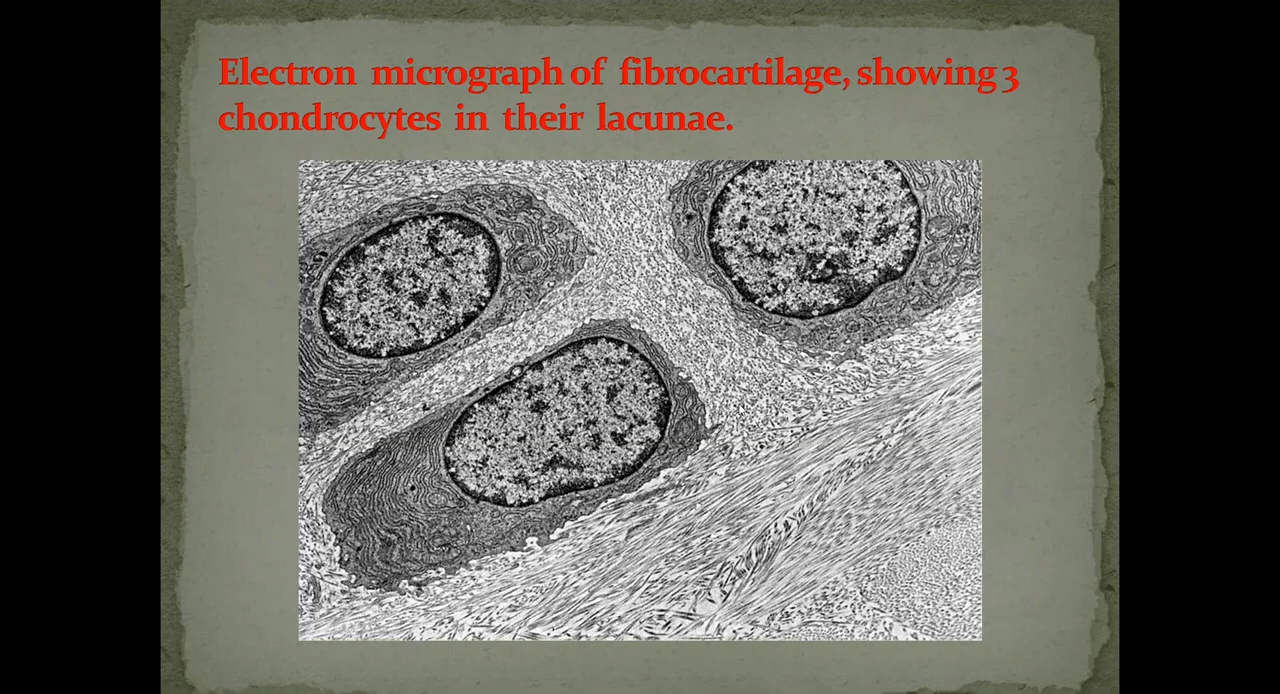 Electron micrograph of fibrocartilage, showing 3
chondrocytes in their lacunae.